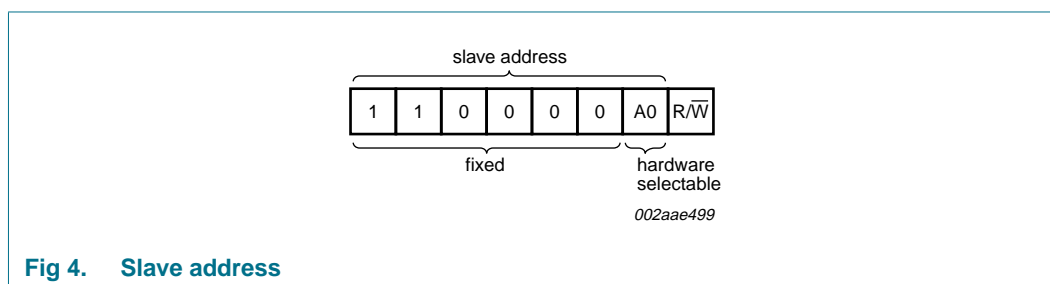 slave address
1 1 0 0 0 0 A0 R/W̅
fixed
hardware
selectable
002aae499
Fig 4. Slave address